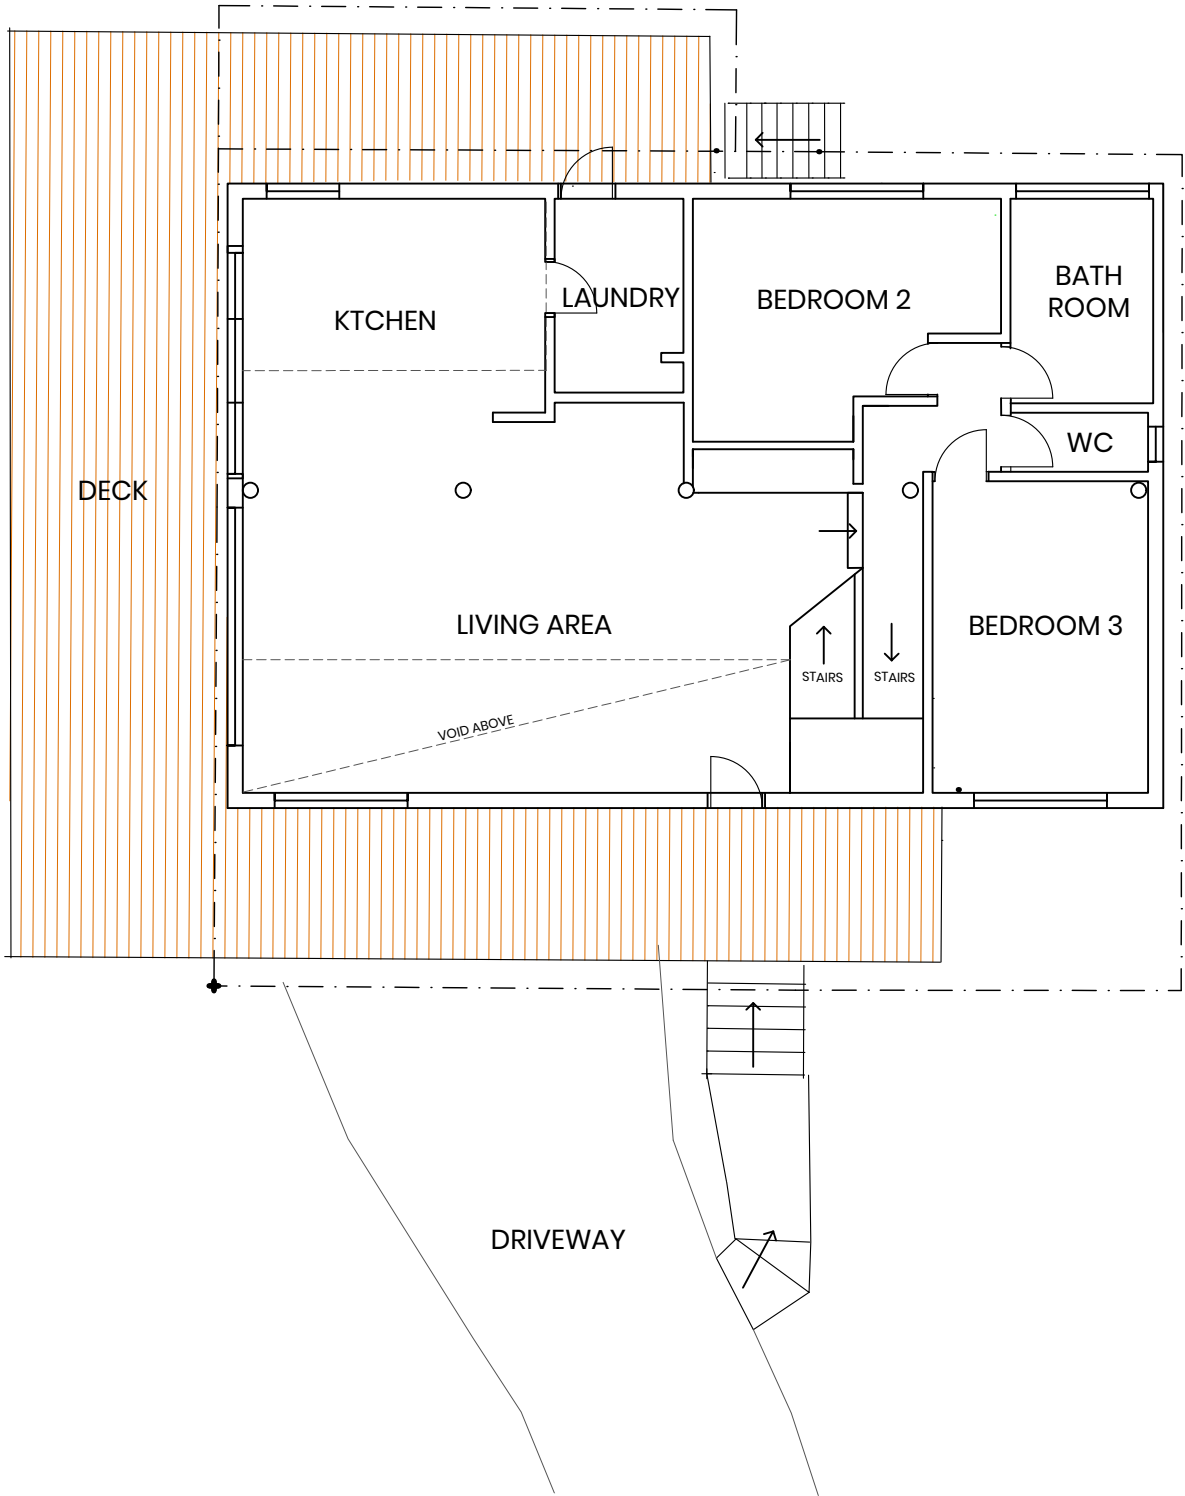 BATH
ROOM
LAUNDRY
BEDROOM 2
KTCHEN
WC
DECK
LIVING AREA
BEDROOM 3
STAIRS
STAIRS
VOID ABOVE
DRIVEWAY